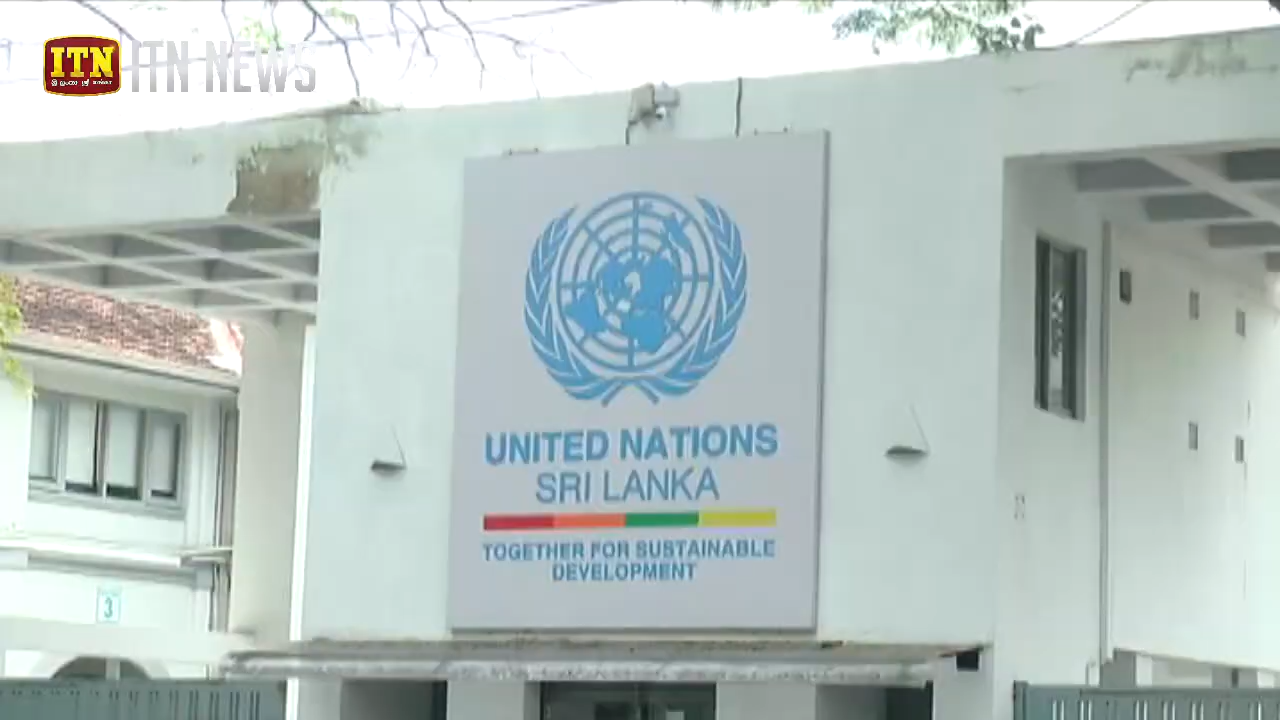 ITN
ITN NEWS
UNITED NATIONS
SRI LANKA
TOGETHER FOR SUSTAINABLE
DEVELOPMENT
3